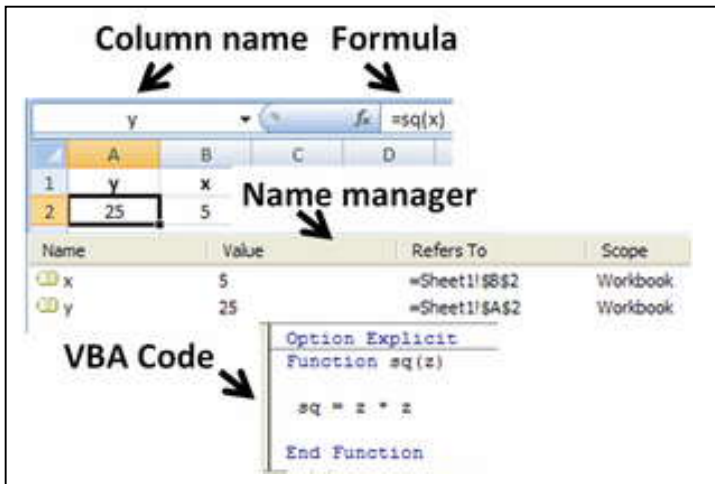 Column name Formula
y fx =sq(x)
A B C D
1 y x
2 25 5
Name manager
Name Value Refers To Scope
x 5 =Sheet1!$B$2 Workbook
y 25 =Sheet1!$A$2 Workbook
VBA Code
Option Explicit
Function sq(z)
sq = z * z
End Function